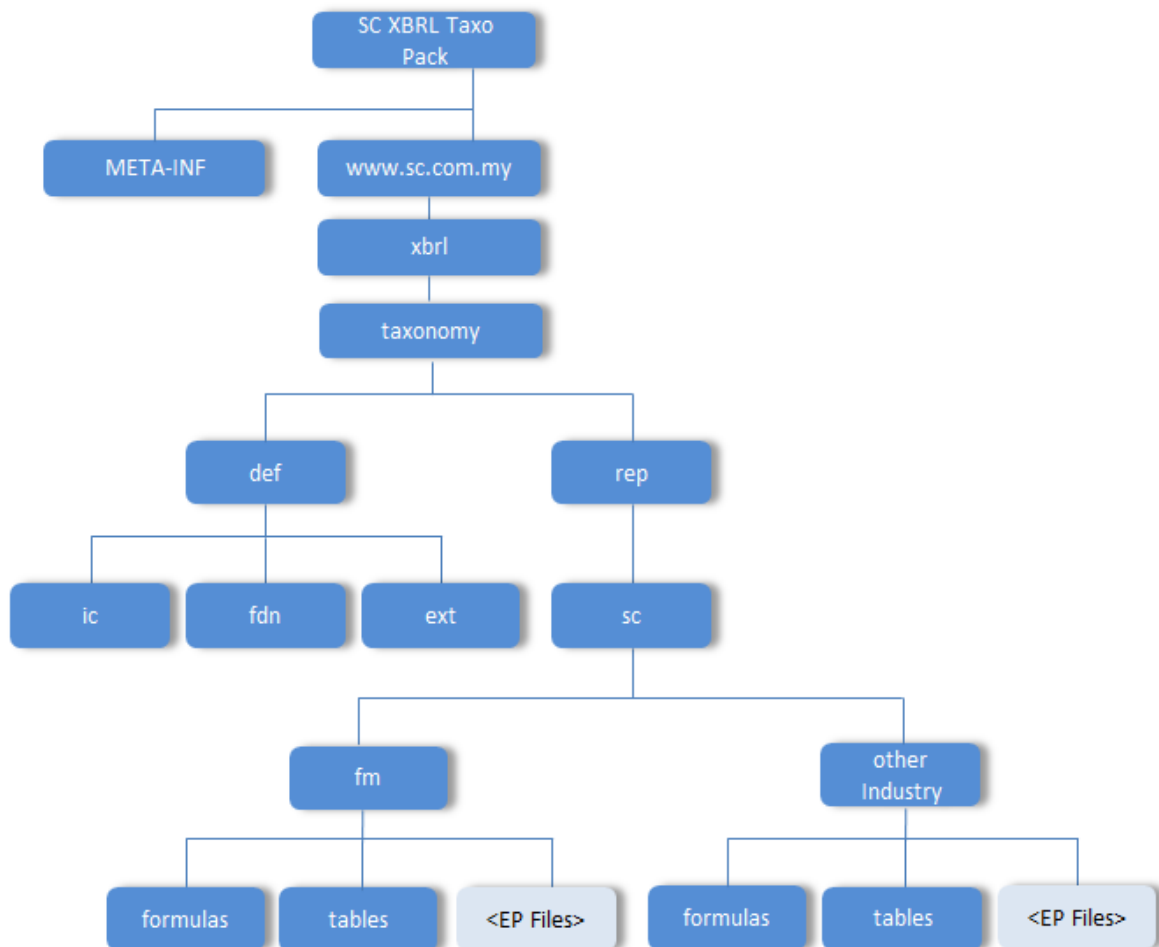 SC XBRL Taxo
Pack
META-INF
www.sc.com.my
xbrl
taxonomy
def
rep
ic
fdn
ext
sc
fm
other
Industry
formulas
tables
<EP Files>
formulas
tables
<EP Files>